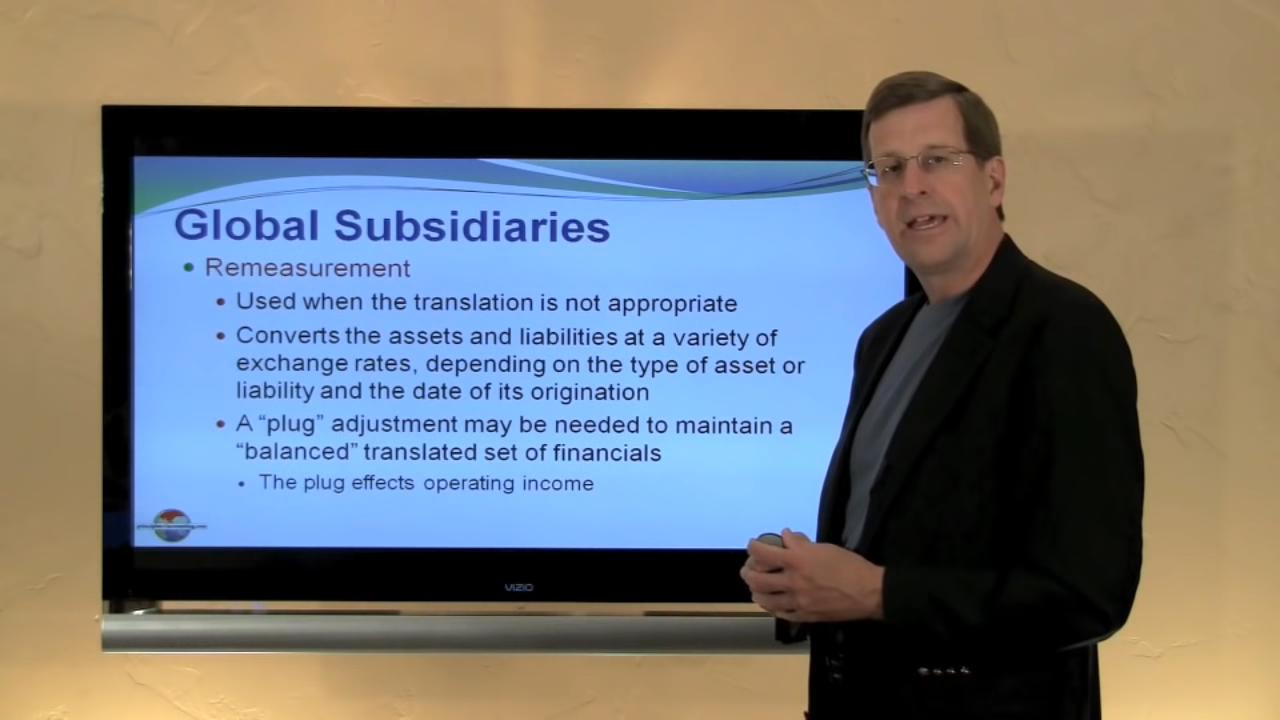 Global Subsidiaries
• Remeasurement
• Used when the translation is not appropriate
• Converts the assets and liabilities at a variety of
exchange rates, depending on the type of asset or
liability and the date of its origination
• A “plug” adjustment may be needed to maintain a
“balanced” translated set of financials
• The plug effects operating income
VIZIO